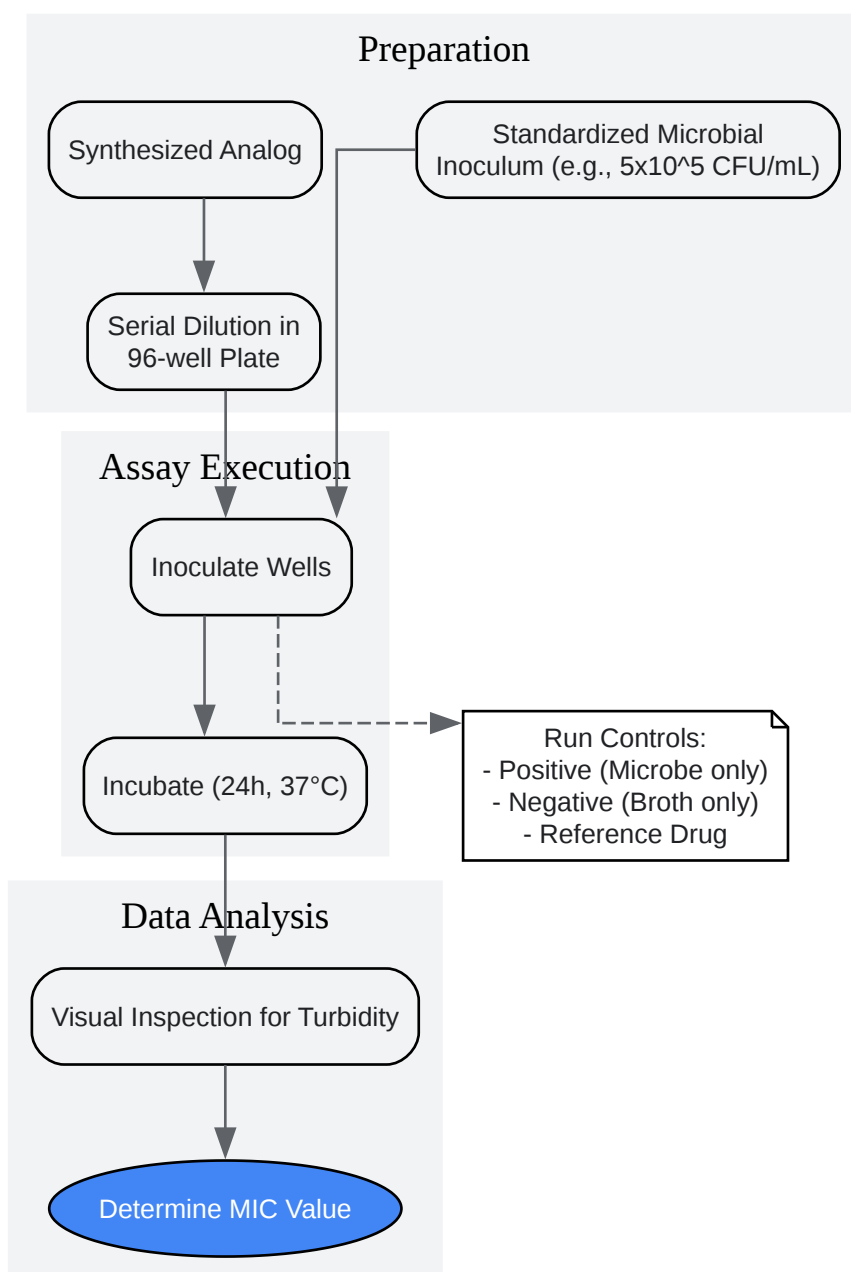 Preparation
Synthesized Analog
Standardized Microbial
Inoculum (e.g., 5x10^5 CFU/mL)
Serial Dilution in
96-well Plate
Assay Execution
Inoculate Wells
Incubate (24h, 37°C)
Run Controls:
- Positive (Microbe only)
- Negative (Broth only)
- Reference Drug
Data Analysis
Visual Inspection for Turbidity
Determine MIC Value